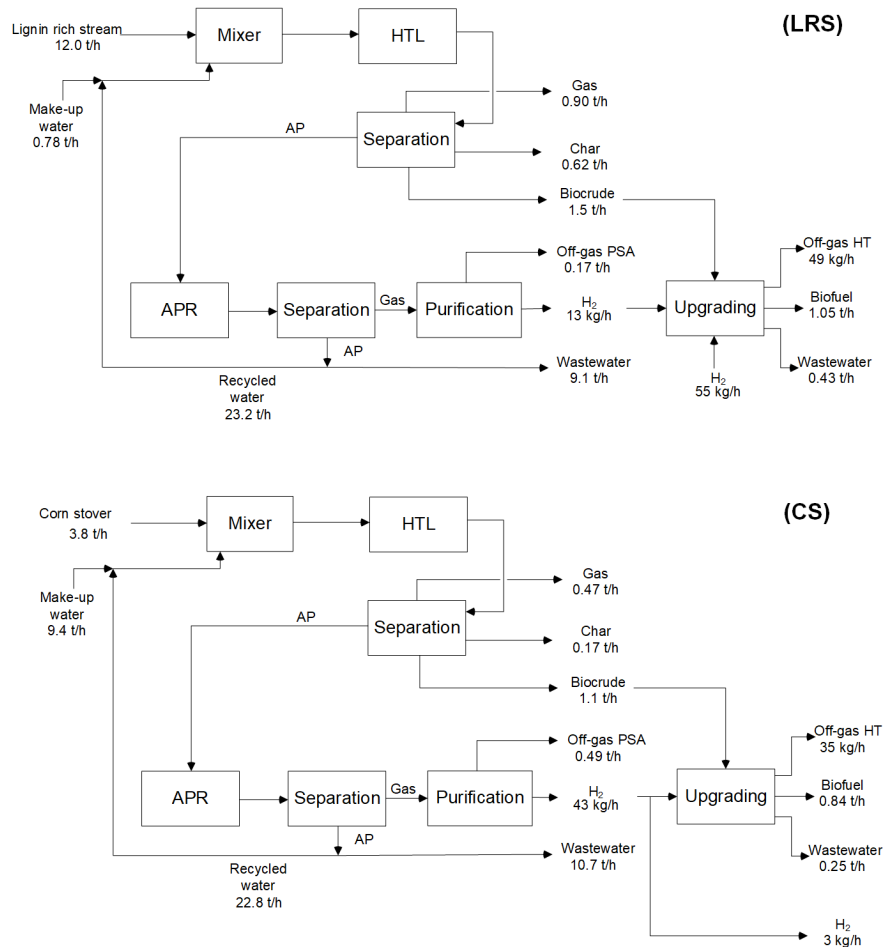 (LRS)
Lignin rich stream
12.0 t/h
Mixer
HTL
Make-up
water
0.78 t/h
Gas
0.90 t/h
AP
Separation
Char
0.62 t/h
Biocrude
1.5 t/h
Off-gas PSA
0.17 t/h
Off-gas HT
49 kg/h
APR
Separation
Gas
Purification
H₂
13 kg/h
Upgrading
Biofuel
1.05 t/h
AP
Wastewater
9.1 t/h
H₂
55 kg/h
Wastewater
0.43 t/h
Recycled
water
23.2 t/h
(CS)
Corn stover
3.8 t/h
Mixer
HTL
Make-up
water
9.4 t/h
Gas
0.47 t/h
AP
Separation
Char
0.17 t/h
Biocrude
1.1 t/h
Off-gas PSA
0.49 t/h
Off-gas HT
35 kg/h
APR
Separation
Gas
Purification
H₂
43 kg/h
Upgrading
Biofuel
0.84 t/h
AP
Wastewater
10.7 t/h
Wastewater
0.25 t/h
Recycled
water
22.8 t/h
H₂
3 kg/h